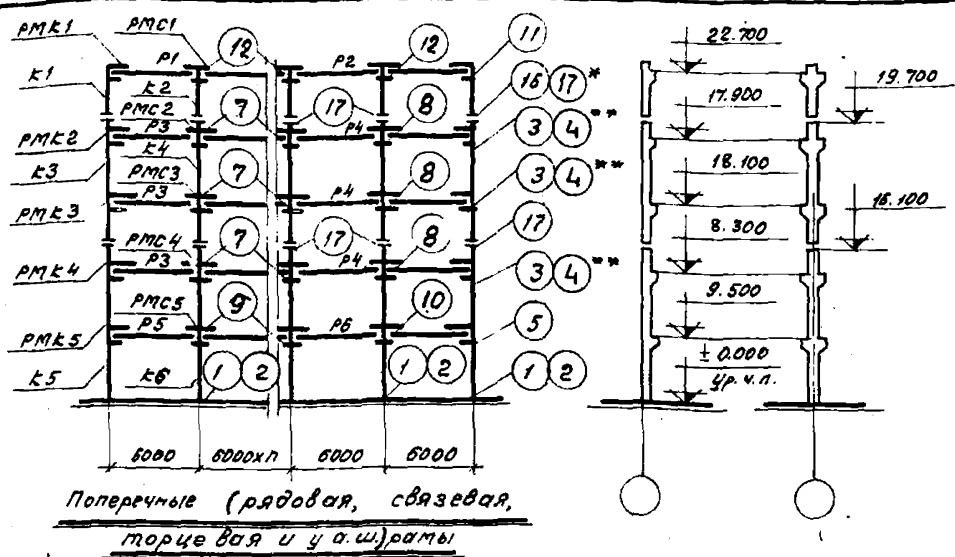 РМК1 РМС1 12 12 11
Р1 Р2
К1 К2 16 17 *
РМС2 7 17 8 3 4 **
РМК2 Р3 Р4
К3 К4
РМС3 7 8 3 4 **
Р3 Р4
РМК3 17 17
РМС4 7 8
РМК4 Р3 Р4 3 4 **
РМС5 9 10
РМК5 Р5 Р6 5
К5 К6 1 2 1 2 1 2
6000 6000хп 6000 6000
Поперечные (рядовая, связевая,
торцевая и у а.ш.) рамы
22.700
19.700
17.900
18.100
16.100
8.300
9.500
± 0.000
ур. ч.п.